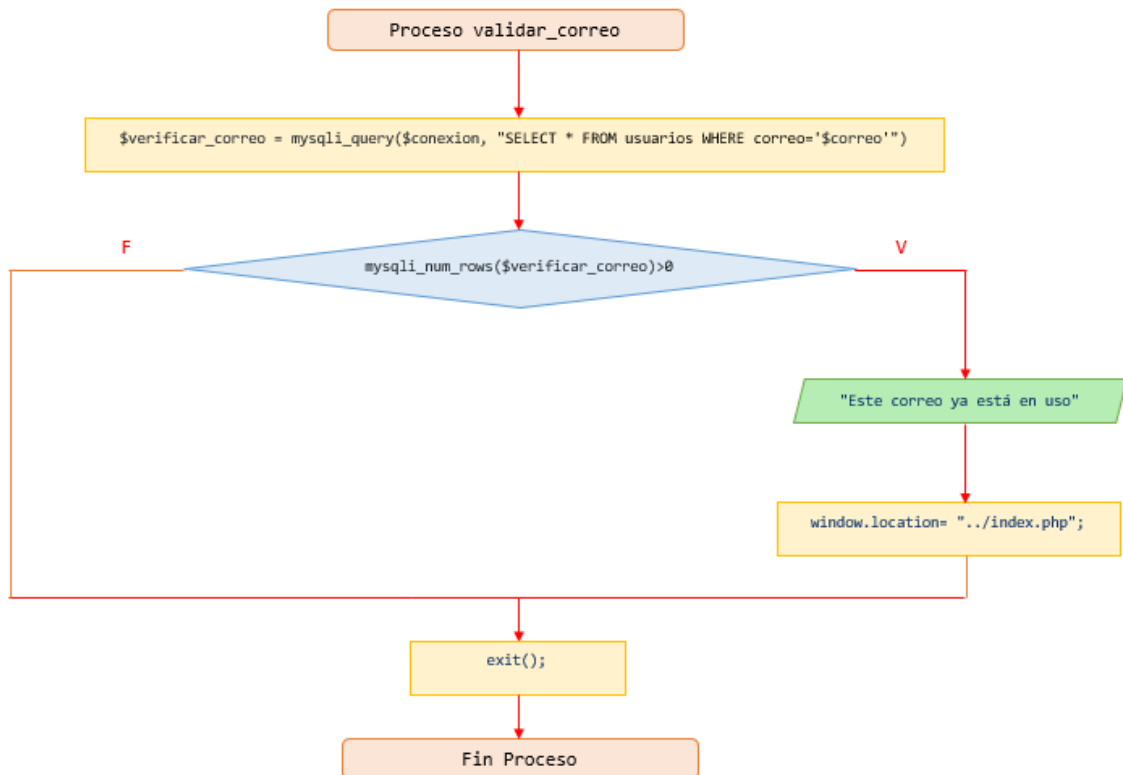 Proceso validar_correo
$verificar_correo = mysqli_query($conexion, "SELECT * FROM usuarios WHERE correo='$correo'")
F
V
mysqli_num_rows($verificar_correo)>0
"Este correo ya está en uso"
window.location= "../index.php";
exit();
Fin Proceso